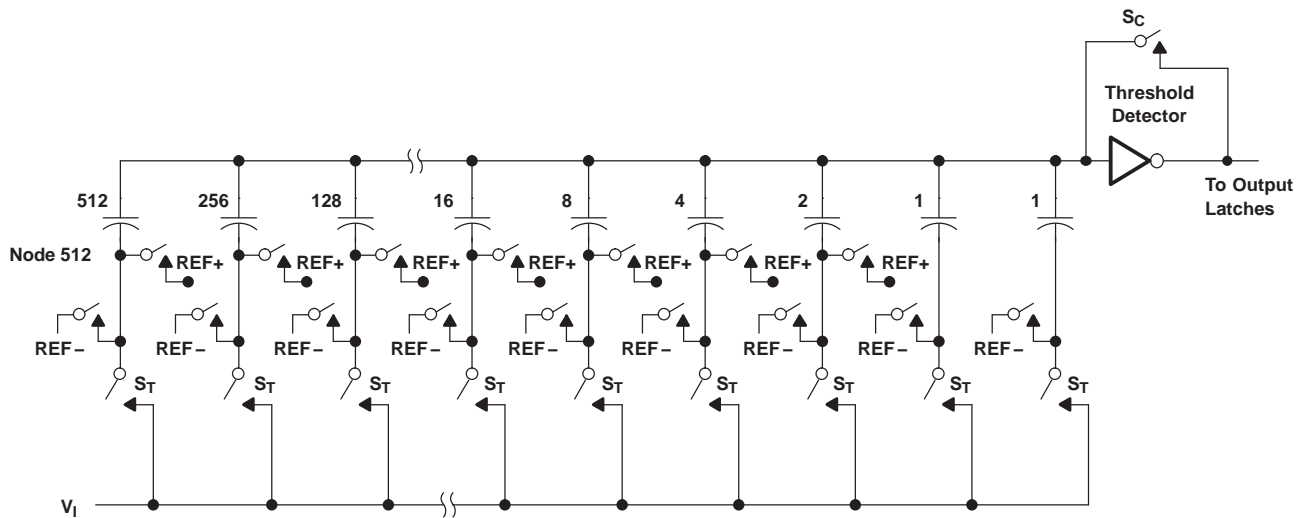 SC
Threshold
Detector
To Output
Latches
512 256 128 16 8 4 2 1 1
Node 512 REF+ REF+ REF+ REF+ REF+ REF+ REF+
REF− REF− REF− REF− REF− REF− REF− REF− REF−
ST ST ST ST ST ST ST ST ST
VI